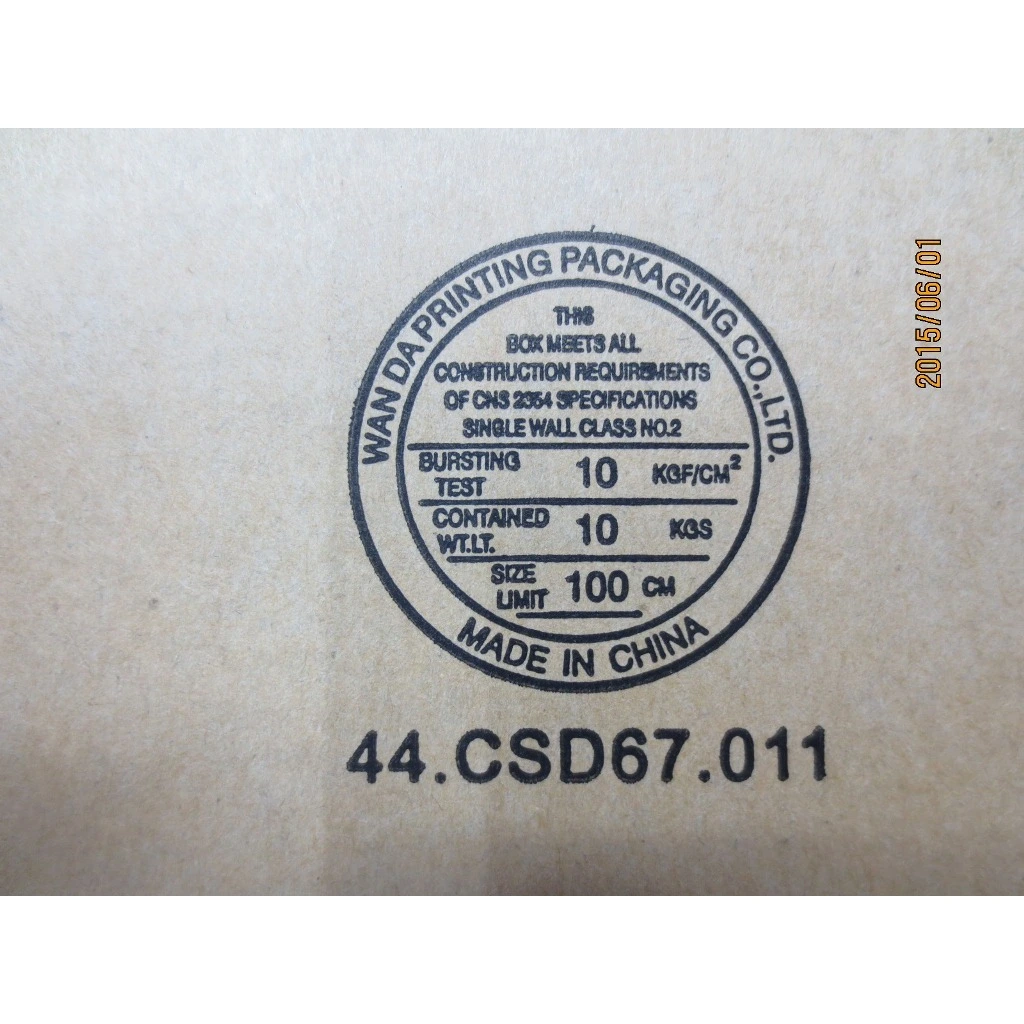 WAN DA PRINTING PACKAGING CO.,LTD.
THIS
BOX MEETS ALL
CONSTRUCTION REQUIREMENTS
OF CNS 2354 SPECIFICATIONS
SINGLE WALL CLASS NO.2
BURSTING TEST 10 KGF/CM²
CONTAINED WT.LT. 10 KGS
SIZE LIMIT 100 CM
MADE IN CHINA
44.CSD67.011
2015/06/01